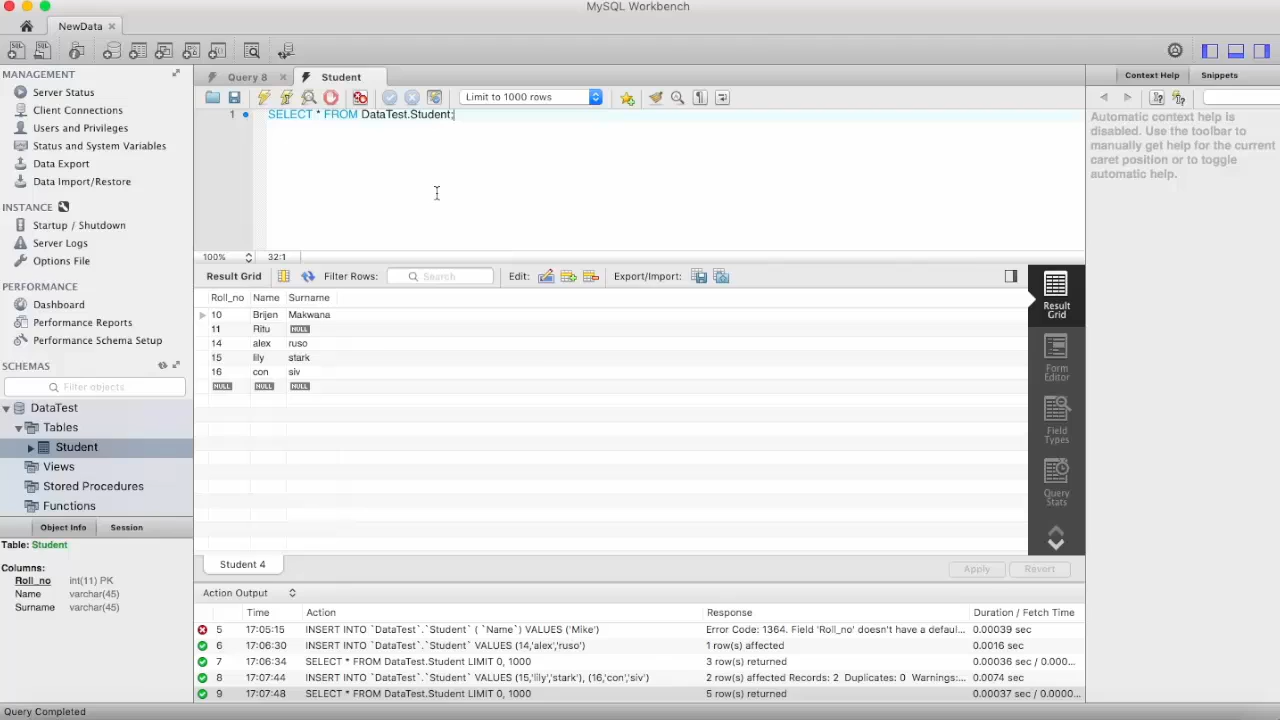 MySQL Workbench
NewData
MANAGEMENT
Server Status
Client Connections
Users and Privileges
Status and System Variables
Data Export
Data Import/Restore
INSTANCE
Startup / Shutdown
Server Logs
Options File
PERFORMANCE
Dashboard
Performance Reports
Performance Schema Setup
SCHEMAS
Filter objects
DataTest
Tables
Student
Views
Stored Procedures
Functions
Object Info Session
Table: Student
Columns:
Roll_no int(11) PK
Name varchar(45)
Surname varchar(45)
Query 8 Student
Limit to 1000 rows
1 SELECT * FROM DataTest.Student;
100% 32:1
Result Grid Filter Rows: Search Edit: Export/Import:
Roll_no Name Surname
10 Brijen Makwana
11 Ritu NULL
14 alex ruso
15 lily stark
16 con siv
NULL NULL NULL
Result Grid
Form Editor
Field Types
Query Stats
Student 4
Apply Revert
Action Output
Time Action Response Duration / Fetch Time
5 17:05:15 INSERT INTO `DataTest`.`Student` ( `Name`) VALUES ('Mike') Error Code: 1364. Field 'Roll_no' doesn't have a defaul... 0.00039 sec
6 17:06:30 INSERT INTO `DataTest`.`Student` VALUES (14,'alex','ruso') 1 row(s) affected 0.0016 sec
7 17:06:34 SELECT * FROM DataTest.Student LIMIT 0, 1000 3 row(s) returned 0.00036 sec / 0.000...
8 17:07:44 INSERT INTO `DataTest`.`Student` VALUES (15,'lily','stark'), (16,'con','siv') 2 row(s) affected Records: 2 Duplicates: 0 Warnings:... 0.0074 sec
9 17:07:48 SELECT * FROM DataTest.Student LIMIT 0, 1000 5 row(s) returned 0.00037 sec / 0.0000...
Context Help Snippets
Automatic context help is
disabled. Use the toolbar to
manually get help for the current
caret position or to toggle
automatic help.
Query Completed